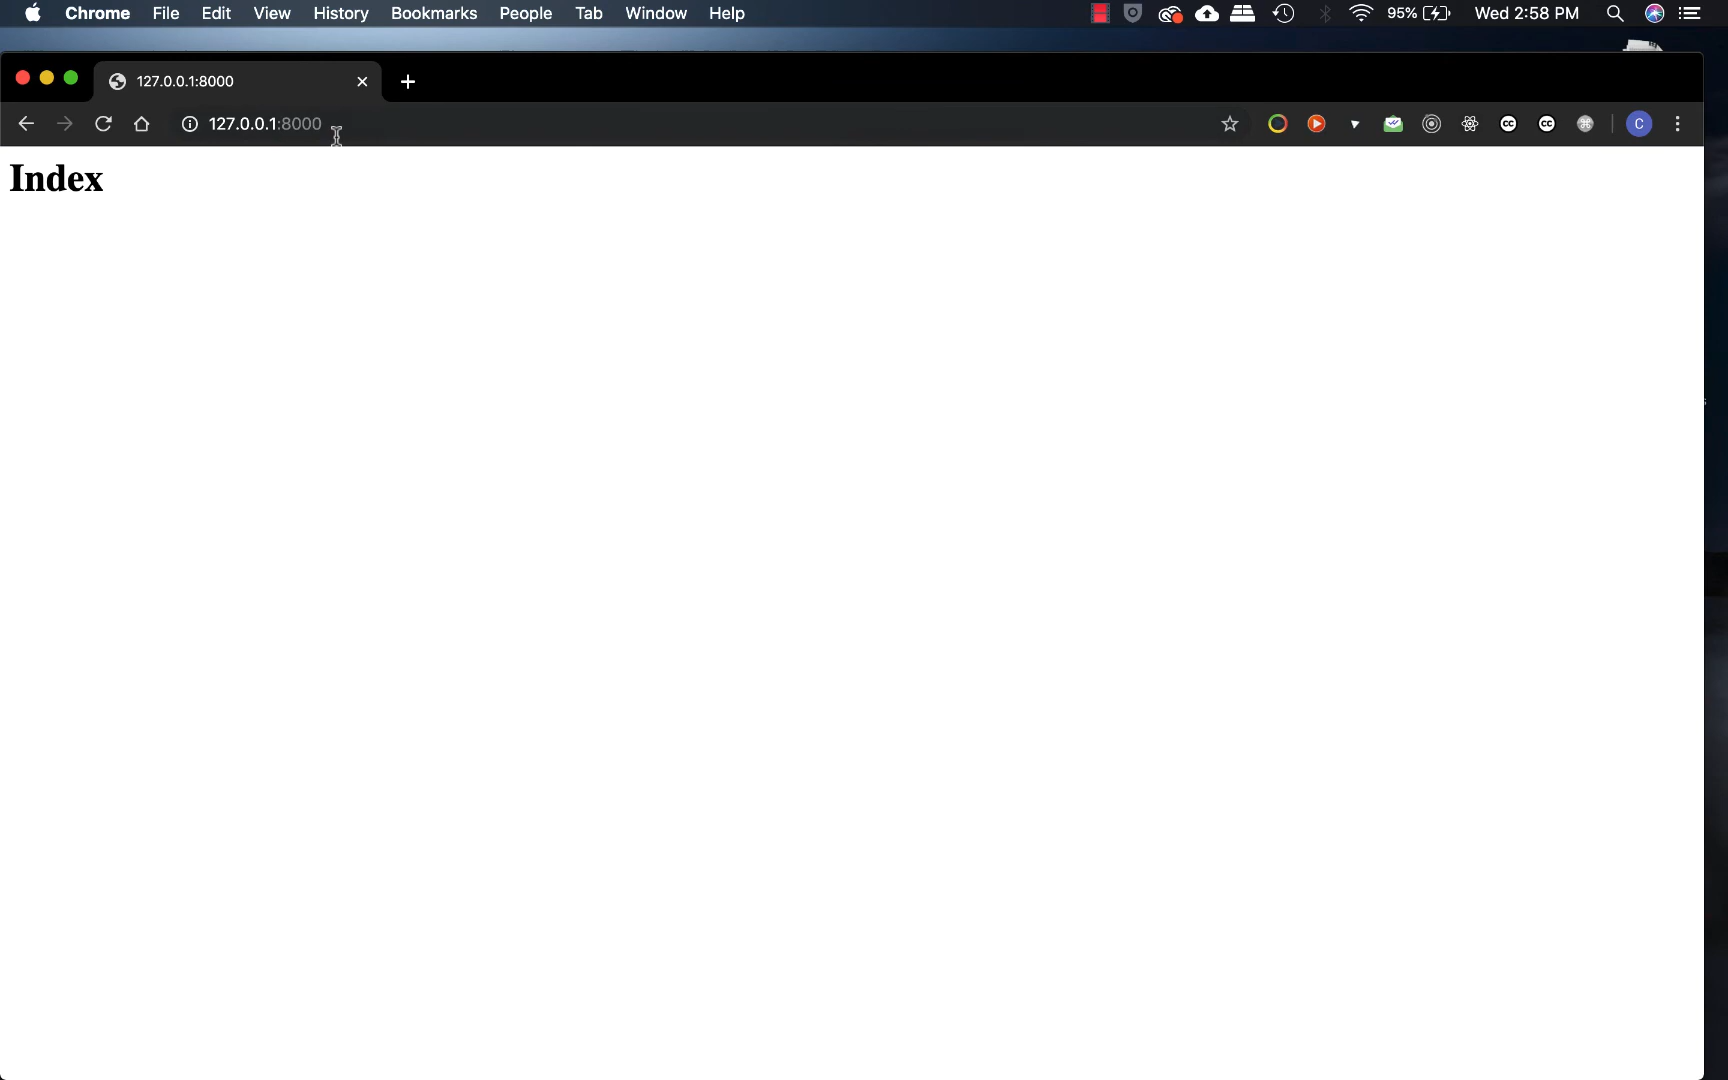 Chrome File Edit View History Bookmarks People Tab Window Help 95% Wed 2:58 PM
127.0.0.1:8000
127.0.0.1:8000 C
Index